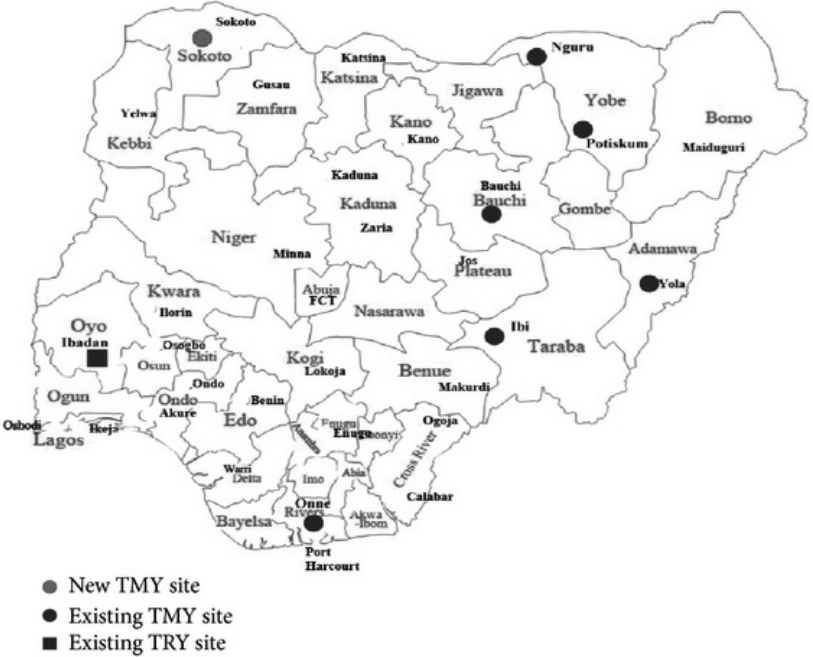 Sokoto
Sokoto
Nguru
Katsina
Katsina
Gusau
Zamfara
Jigawa
Yobe
Yelwa
Kebbi
Kano
Kano
Potiskum
Borno
Maiduguri
Kaduna
Kaduna
Zaria
Bauchi
Bauchi
Gombe
Niger
Minna
Adamawa
Jos
Plateau
Yola
Abuja
FCT
Kwara
Ilorin
Nasarawa
Oyo
Ibadan
Ibi
Taraba
Osogbo
Ekiti
Osun
Kogi
Lokoja
Benue
Makurdi
Ogun
Ondo
Ondo
Akure
Benin
Edo
Oshodi
Ikeja
Lagos
Anambra
Enugu
Enugu
Ebonyi
Ogoja
Cross River
Warri
Delta
Imo
Abia
Calabar
Onne
Rivers
Bayelsa
Akwa
-Ibom
Port
Harcourt
New TMY site
Existing TMY site
Existing TRY site